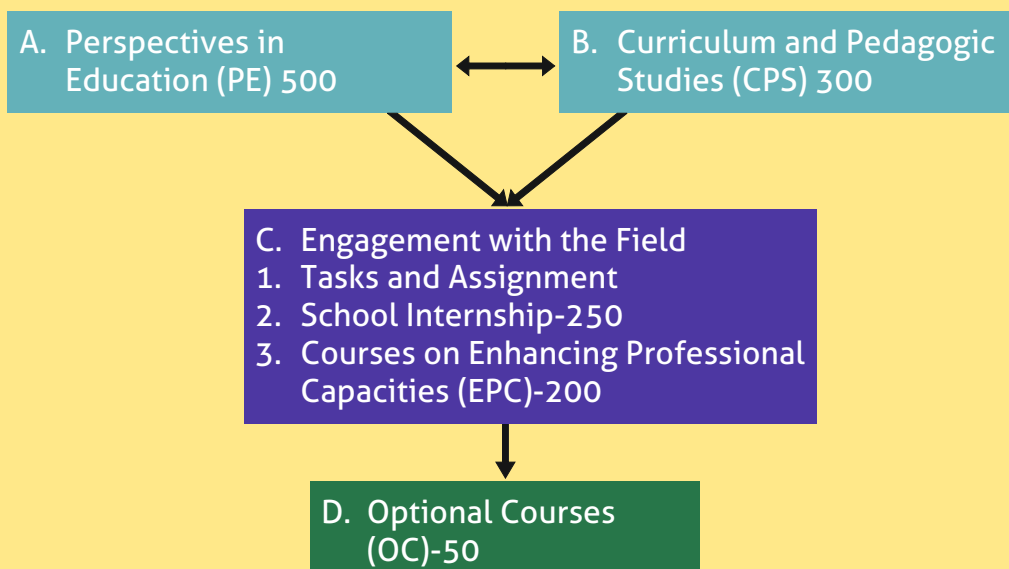 A. Perspectives in
Education (PE) 500
B. Curriculum and Pedagogic
Studies (CPS) 300
C. Engagement with the Field
1. Tasks and Assignment
2. School Internship-250
3. Courses on Enhancing Professional
Capacities (EPC)-200
D. Optional Courses
(OC)-50